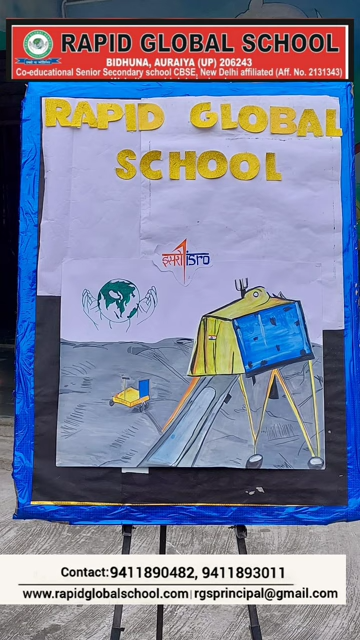 RAPID GLOBAL SCHOOL
BIDHUNA, AURAIYA (UP) 206243
Co-educational Senior Secondary school CBSE, New Delhi affiliated (Aff. No. 2131343)
RAPID GLOBAL
SCHOOL
इसरो isro
Contact: 9411890482, 9411893011
www.rapidglobalschool.com | rgsprincipal@gmail.com